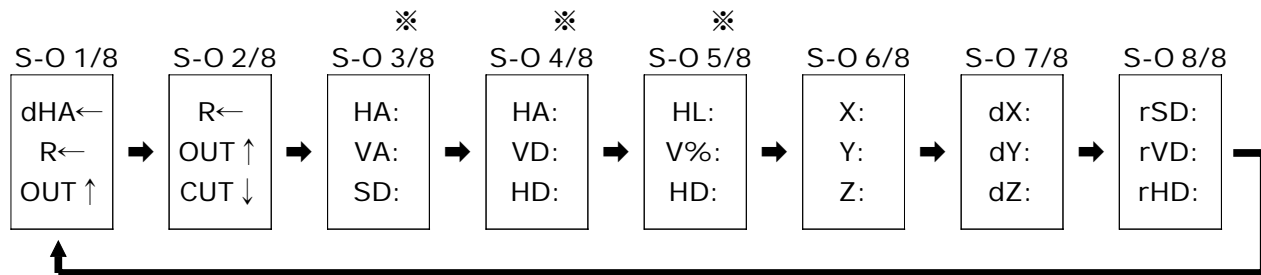 ※ ※ ※
S-O 1/8 S-O 2/8 S-O 3/8 S-O 4/8 S-O 5/8 S-O 6/8 S-O 7/8 S-O 8/8
dHA← R← HA: HA: HL: X: dX: rSD:
R← OUT↑ VA: VD: V%: Y: dY: rVD:
OUT↑ CUT↓ SD: HD: HD: Z: dZ: rHD: